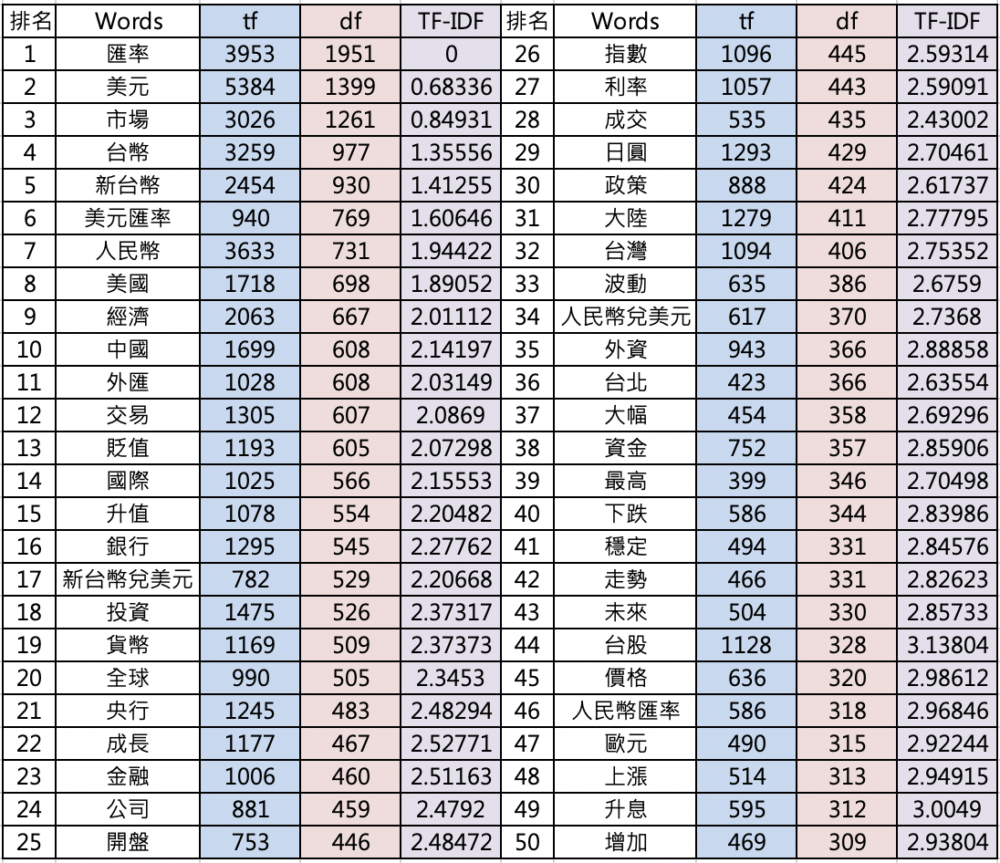 排名 Words tf df TF-IDF 排名 Words tf df TF-IDF
1 匯率 3953 1951 0 26 指數 1096 445 2.59314
2 美元 5384 1399 0.68336 27 利率 1057 443 2.59091
3 市場 3026 1261 0.84931 28 成交 535 435 2.43002
4 台幣 3259 977 1.35556 29 日圓 1293 429 2.70461
5 新台幣 2454 930 1.41255 30 政策 888 424 2.61737
6 美元匯率 940 769 1.60646 31 大陸 1279 411 2.77795
7 人民幣 3633 731 1.94422 32 台灣 1094 406 2.75352
8 美國 1718 698 1.89052 33 波動 635 386 2.6759
9 經濟 2063 667 2.01112 34 人民幣兌美元 617 370 2.7368
10 中國 1699 608 2.14197 35 外資 943 366 2.88858
11 外匯 1028 608 2.03149 36 台北 423 366 2.63554
12 交易 1305 607 2.0869 37 大幅 454 358 2.69296
13 貶值 1193 605 2.07298 38 資金 752 357 2.85906
14 國際 1025 566 2.15553 39 最高 399 346 2.70498
15 升值 1078 554 2.20482 40 下跌 586 344 2.83986
16 銀行 1295 545 2.27762 41 穩定 494 331 2.84576
17 新台幣兌美元 782 529 2.20668 42 走勢 466 331 2.82623
18 投資 1475 526 2.37317 43 未來 504 330 2.85733
19 貨幣 1169 509 2.37373 44 台股 1128 328 3.13804
20 全球 990 505 2.3453 45 價格 636 320 2.98612
21 央行 1245 483 2.48294 46 人民幣匯率 586 318 2.96846
22 成長 1177 467 2.52771 47 歐元 490 315 2.92244
23 金融 1006 460 2.51163 48 上漲 514 313 2.94915
24 公司 881 459 2.4792 49 升息 595 312 3.0049
25 開盤 753 446 2.48472 50 增加 469 309 2.93804